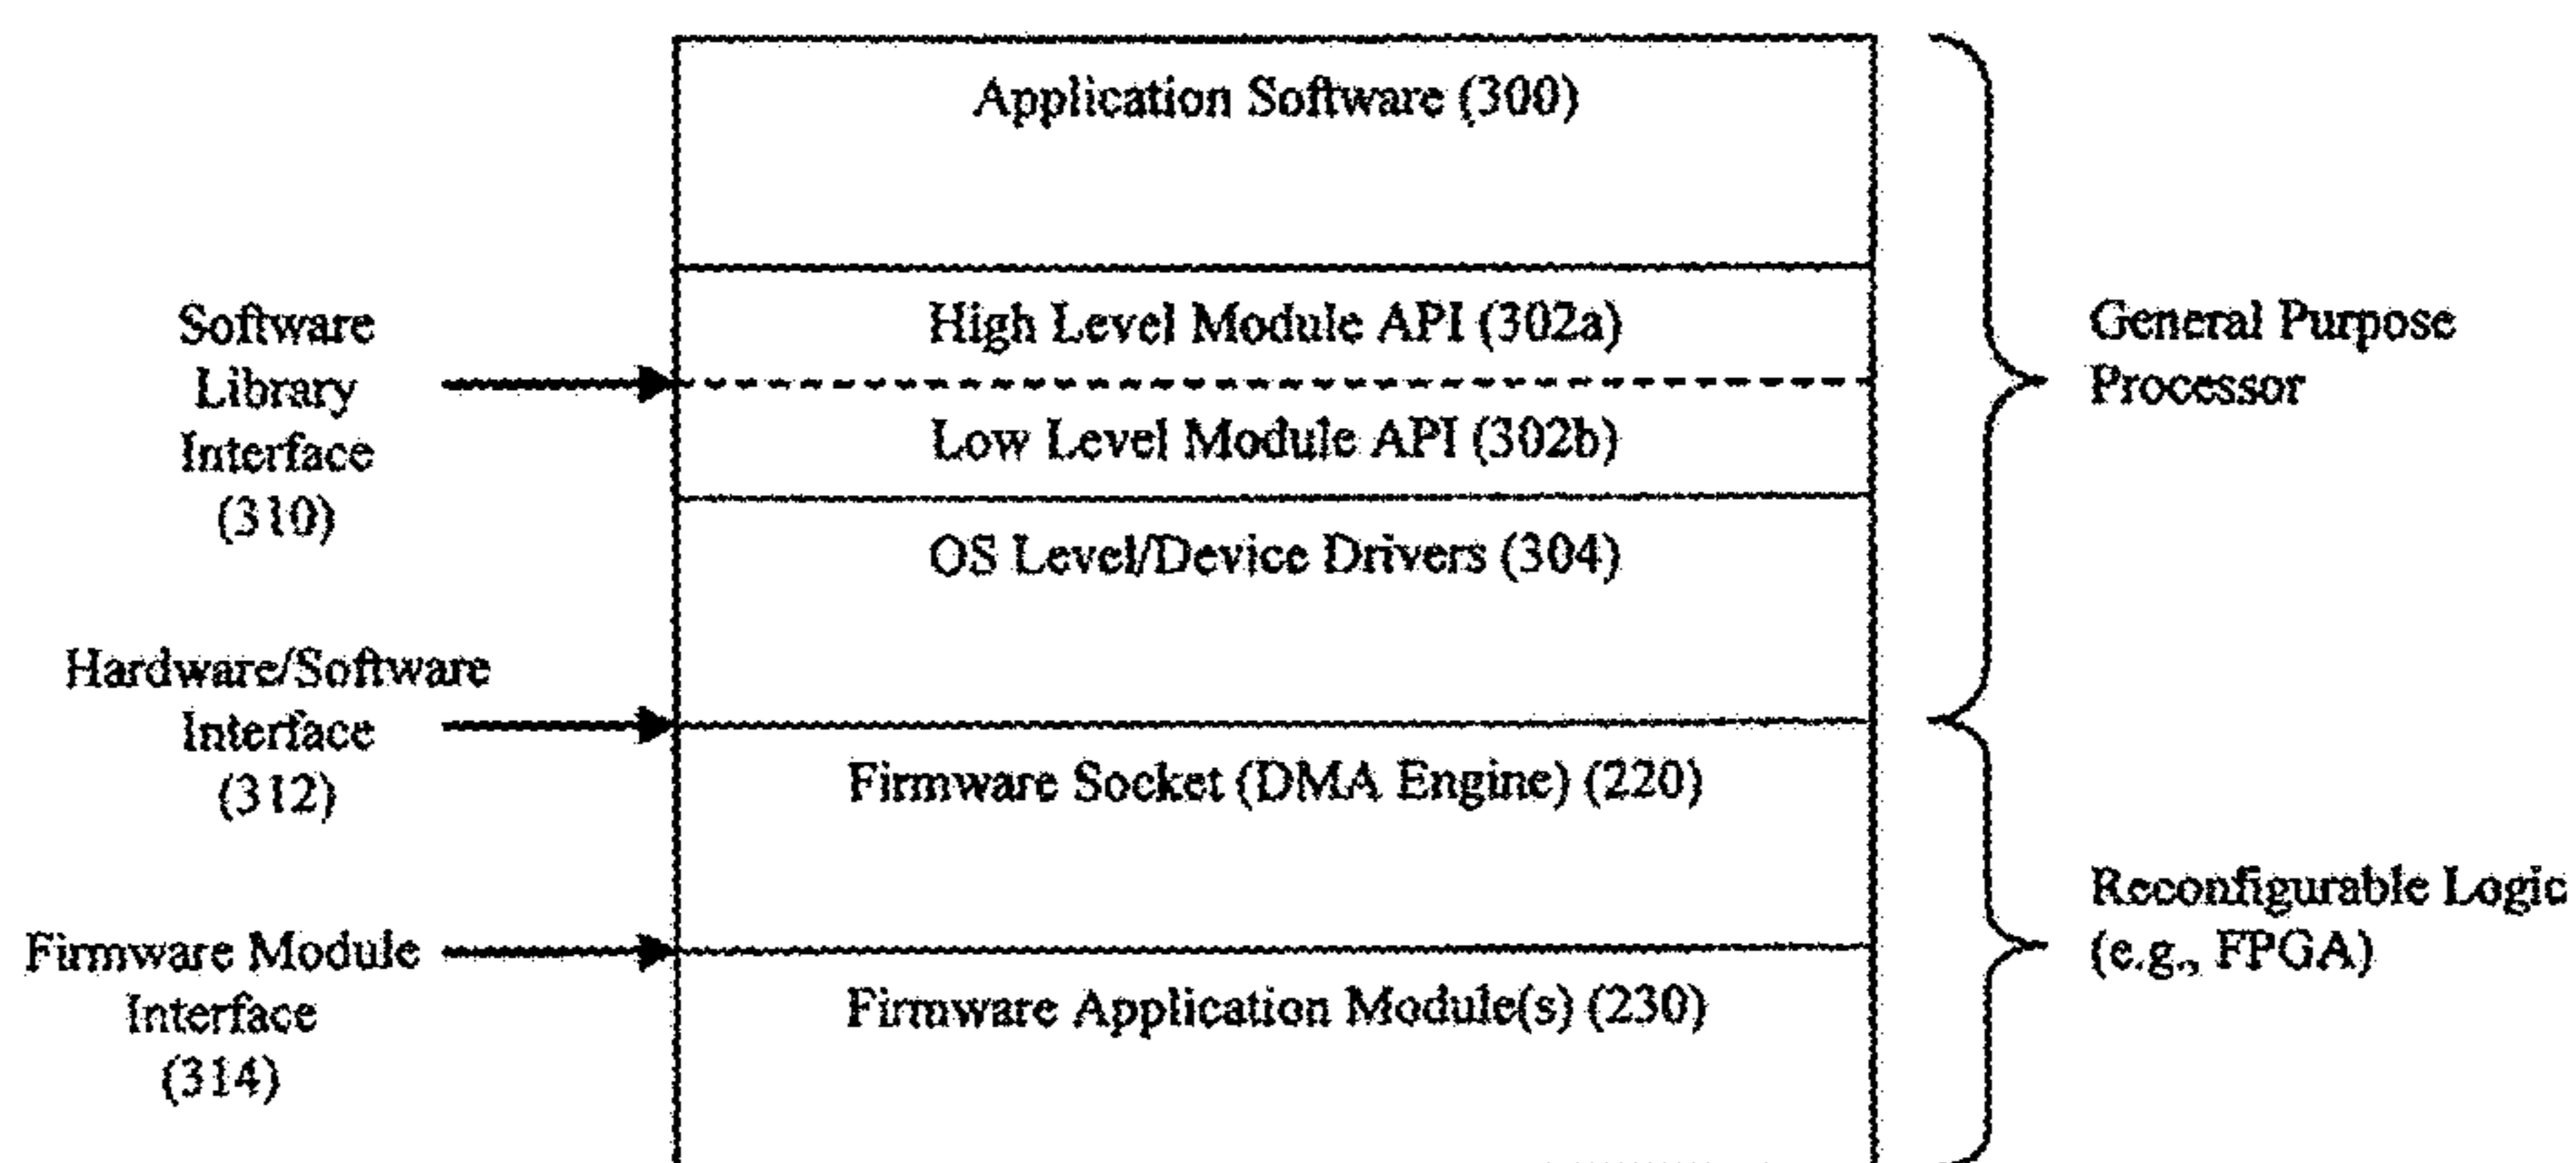 Application Software (300)
Software
Library
Interface
(310)
High Level Module API (302a)
Low Level Module API (302b)
General Purpose
Processor
OS Level/Device Drivers (304)
Hardware/Software
Interface
(312)
Firmware Socket (DMA Engine) (220)
Reconfigurable Logic
(e.g., FPGA)
Firmware Module
Interface
(314)
Firmware Application Module(s) (230)